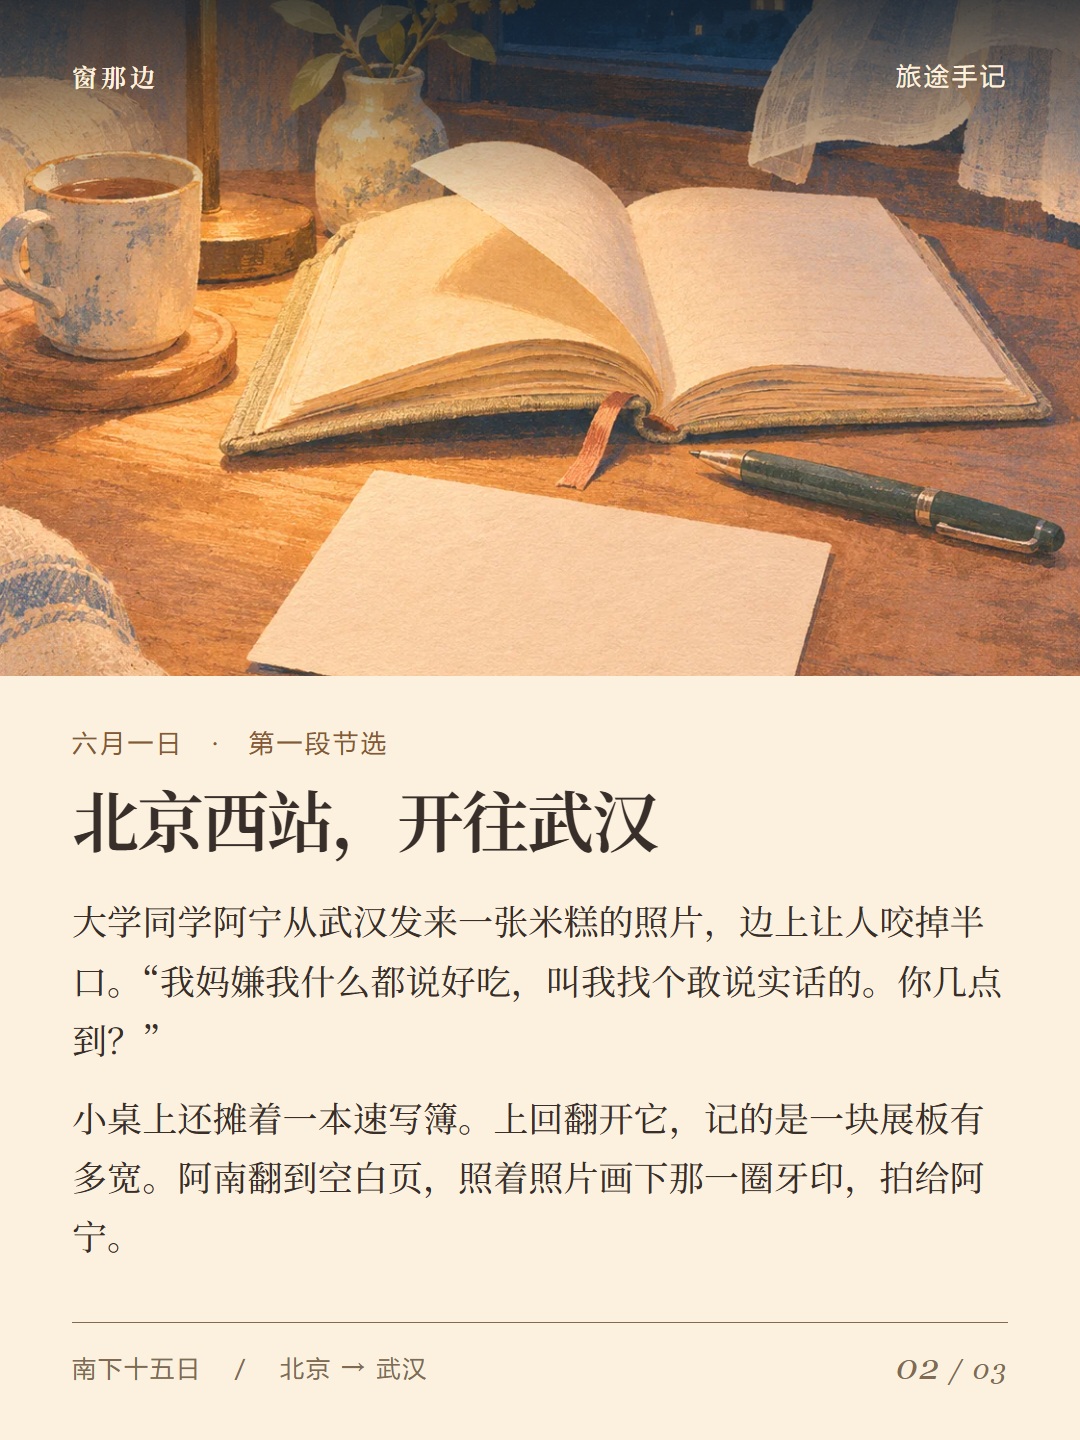 窗那边
旅途手记
六月一日 · 第一段节选
北京西站，开往武汉
大学同学阿宁从武汉发来一张米糕的照片，边上让人咬掉半
口。“我妈嫌我什么都说好吃，叫我找个敢说实话的。你几点
到？”
小桌上还摊着一本速写簿。上回翻开它，记的是一块展板有
多宽。阿南翻到空白页，照着照片画下那一圈牙印，拍给阿
宁。
南下十五日 / 北京 → 武汉
02 / 03